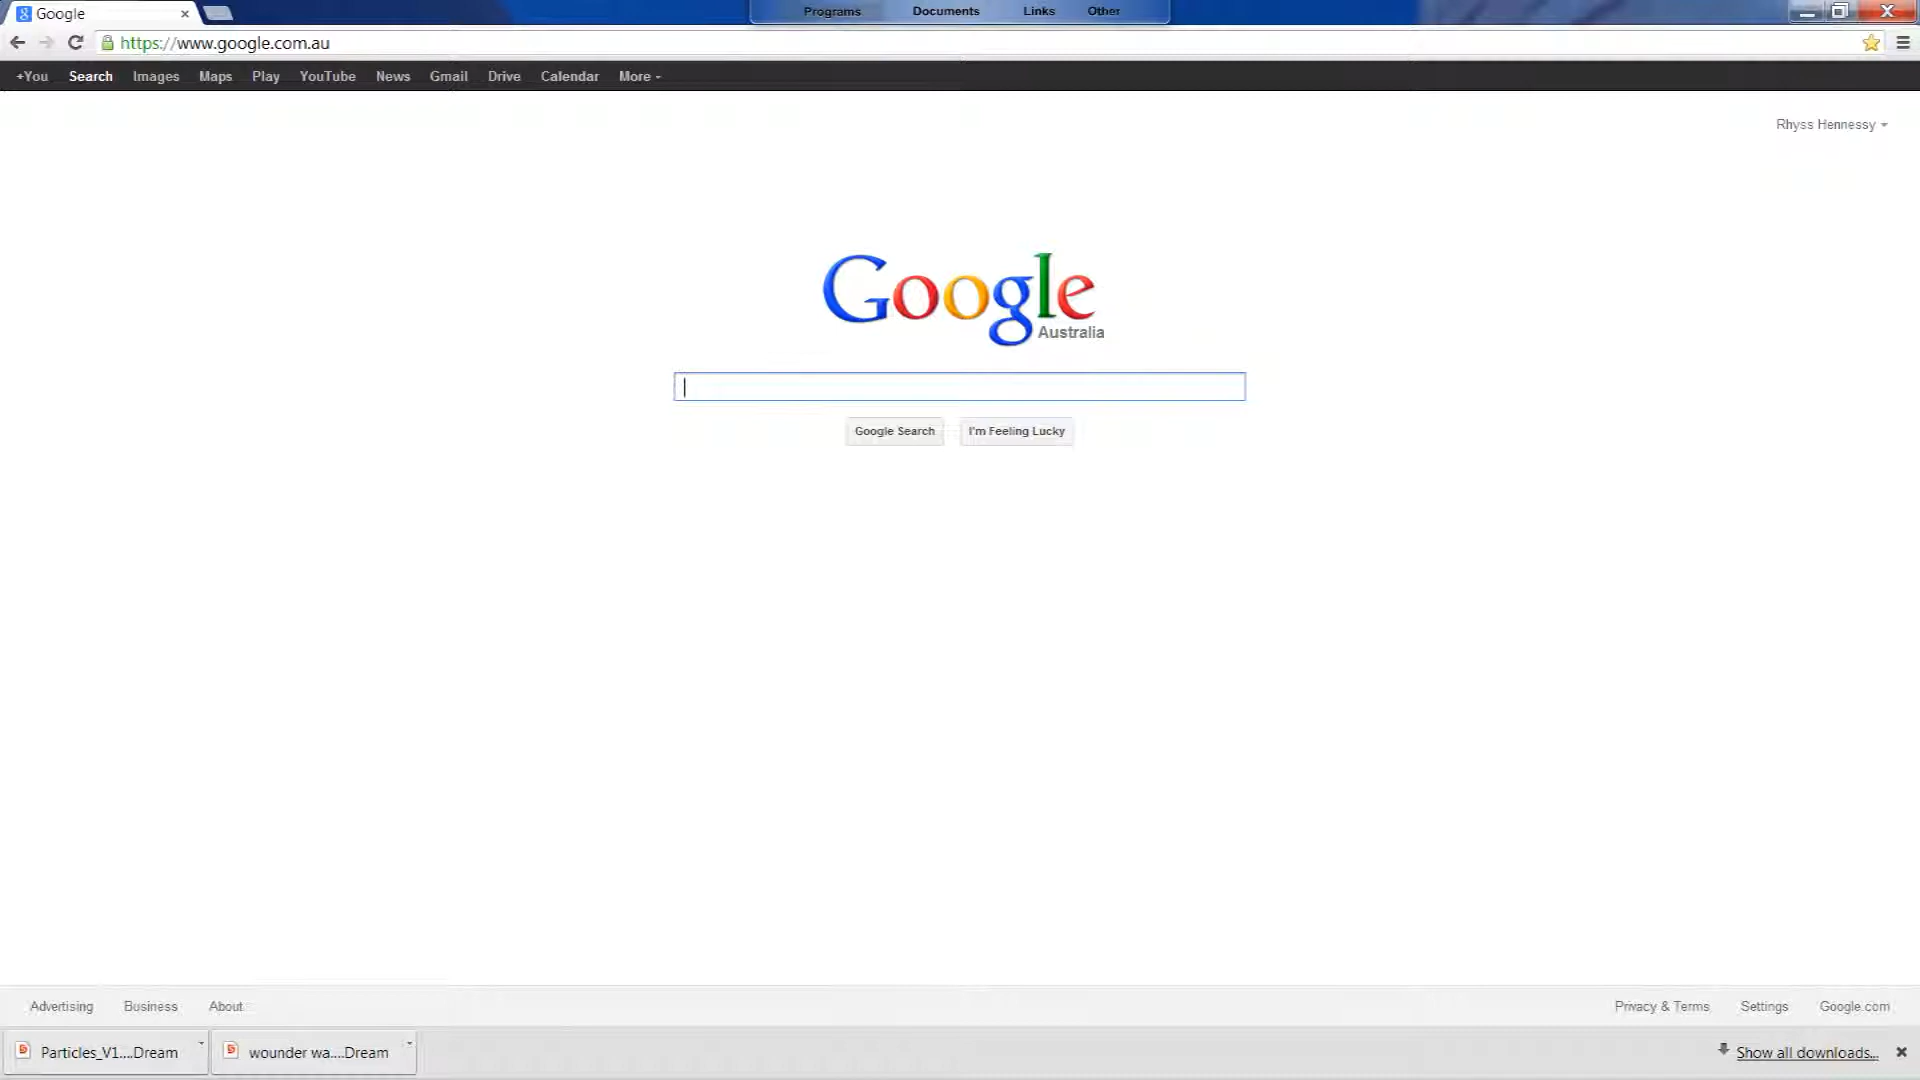 Google
Programs Documents Links Other
https://www.google.com.au
+You Search Images Maps Play YouTube News Gmail Drive Calendar More
Rhyss Hennessy
Google
Australia
Google Search I'm Feeling Lucky
Advertising Business About Privacy & Terms Settings Google.com
Particles_V1....Dream wounder wa....Dream Show all downloads...